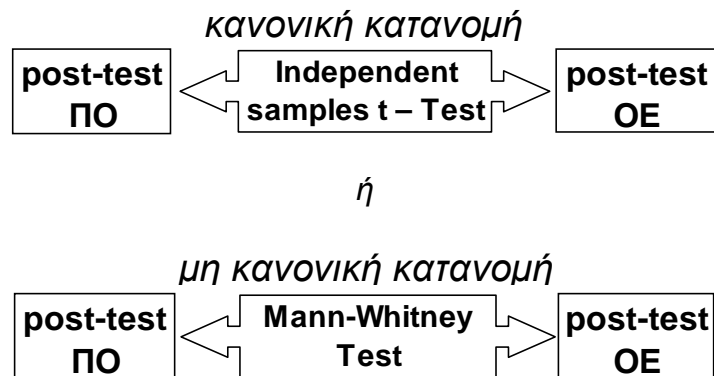 κανονική κατανομή
post-test
ΠΟ
Independent
samples t – Test
post-test
ΟΕ
ή
μη κανονική κατανομή
post-test
ΠΟ
Mann-Whitney
Test
post-test
ΟΕ